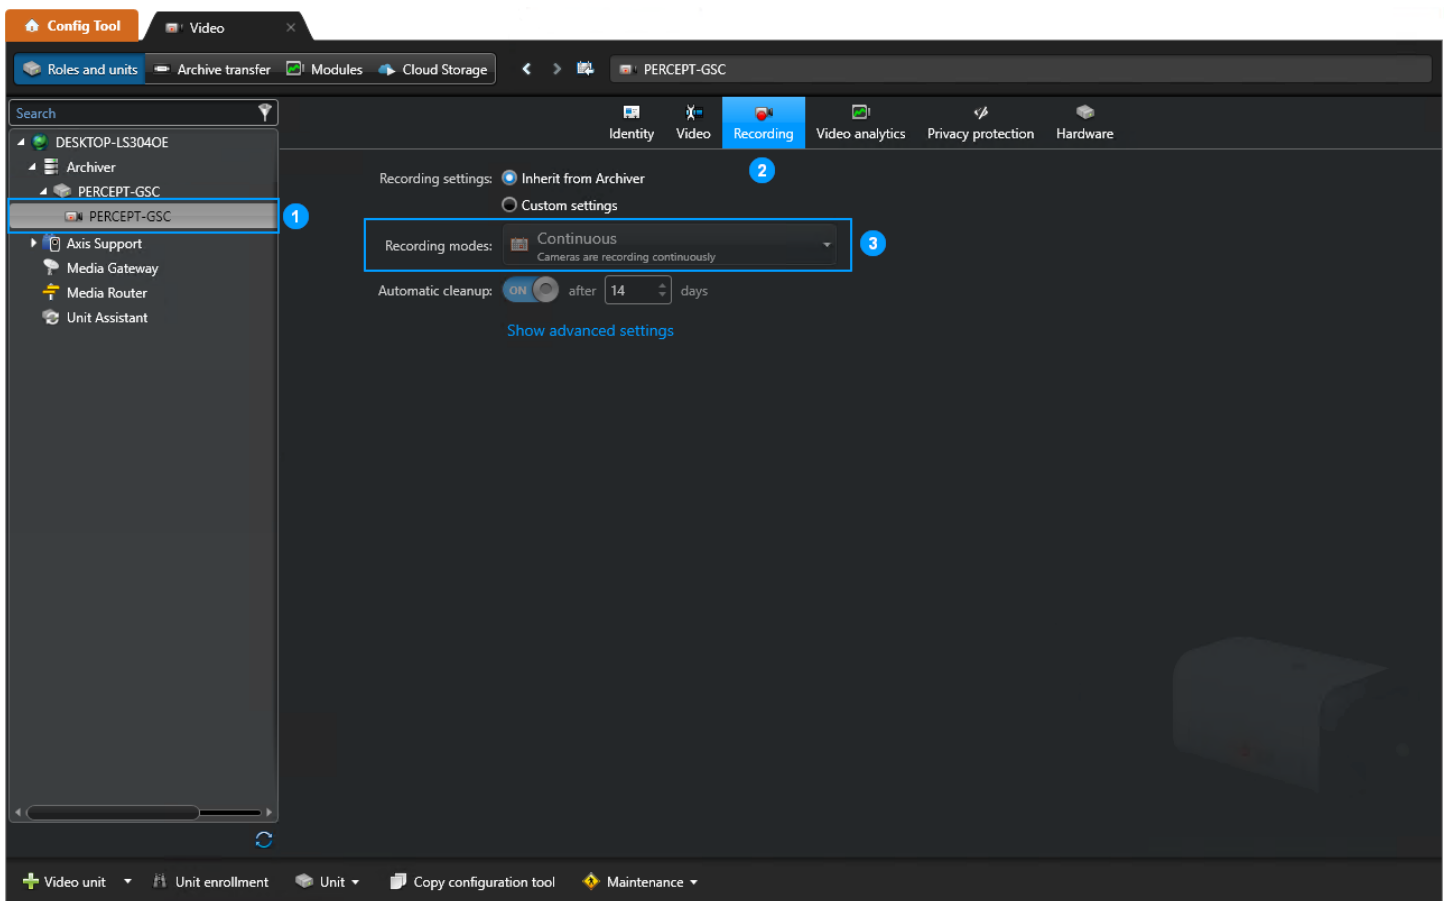 Config Tool
Video
Roles and units
Archive transfer
Modules
Cloud Storage
PERCEPT-GSC
Search
DESKTOP-LS304OE
Archiver
PERCEPT-GSC
PERCEPT-GSC
1
Axis Support
Media Gateway
Media Router
Unit Assistant
Identity
Video
Recording
Video analytics
Privacy protection
Hardware
2
Recording settings: Inherit from Archiver
Custom settings
Recording modes: Continuous
Cameras are recording continuously
3
Automatic cleanup: ON after 14 days
Show advanced settings
Video unit
Unit enrollment
Unit
Copy configuration tool
Maintenance